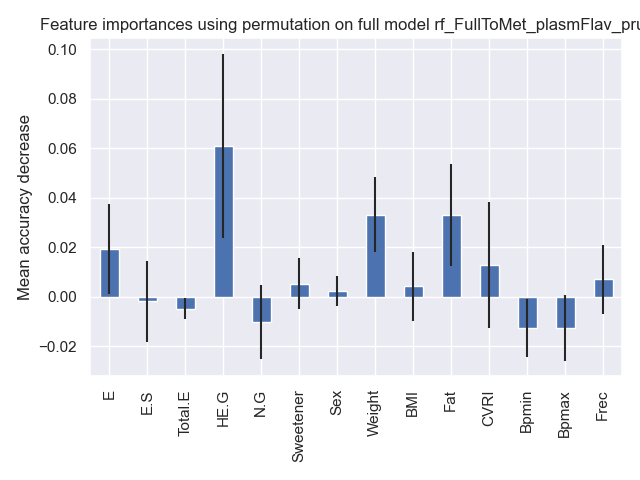 Feature importances using permutation on full model rf_FullToMet_plasmFlav_pru
0.10
0.08
0.06
0.04
0.02
0.00
−0.02
Mean accuracy decrease
E
E.S
Total.E
HE.G
N.G
Sweetener
Sex
Weight
BMI
Fat
CVRI
Bpmin
Bpmax
Frec